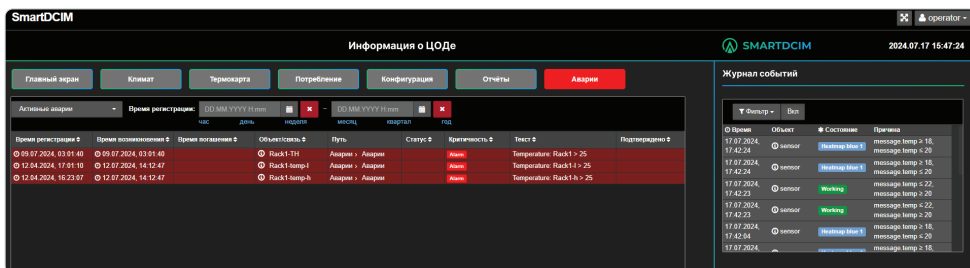 SmartDCIM
operator
Информация о ЦОДе
SMARTDCIM
2024.07.17 15:47:24
Главный экран Климат Термокарта Потребление Конфигурация Отчёты Аварии
Журнал событий
Активные аварии Время регистрации: DD.MM.YYYY H:mm – DD.MM.YYYY H:mm
час день неделя месяц квартал год
Фильтр Вкл
Время регистрации Время возникновения Время погашения Объект/связь Путь Статус Критичность Текст Подтверждено
09.07.2024, 03:01:40 09.07.2024, 03:01:40 Rack1-TH Аварии › Аварии Alarm Temperature: Rack1 > 25
12.04.2024, 17:01:10 12.07.2024, 14:12:47 Rack1-temp-l Аварии › Аварии Alarm Temperature: Rack1-l > 25
12.04.2024, 16:23:07 12.07.2024, 14:12:47 Rack1-temp-h Аварии › Аварии Alarm Temperature: Rack1-h > 25
Время Объект Состояние Причина
17.07.2024, 17:42:24 sensor Heatmap blue 1 message.temp ≥ 18, message.temp ≤ 20
17.07.2024, 17:42:24 sensor Heatmap blue 1 message.temp ≥ 18, message.temp ≤ 20
17.07.2024, 17:42:23 sensor Working message.temp ≤ 22, message.temp ≥ 20
17.07.2024, 17:42:23 sensor Working message.temp ≤ 22, message.temp ≥ 20
17.07.2024, 17:42:04 sensor Heatmap blue 1 message.temp ≥ 18, message.temp ≤ 20
17.07.2024, message.temp ≥ 18,